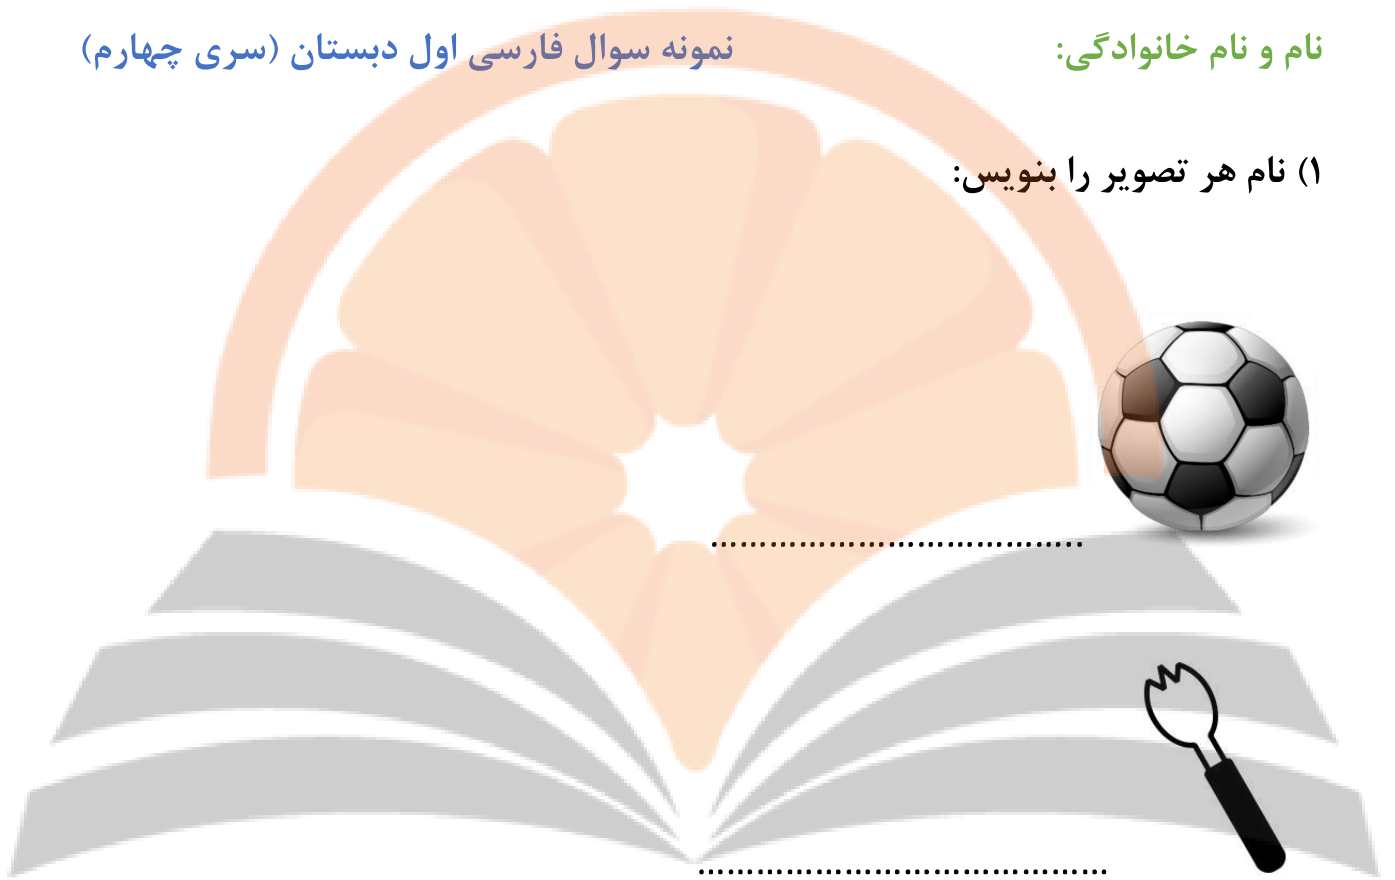 نام و نام خانوادگی: نمونه سوال فارسی اول دبستان (سری چهارم)
۱) نام هر تصویر را بنویس:
......................................
..........................................